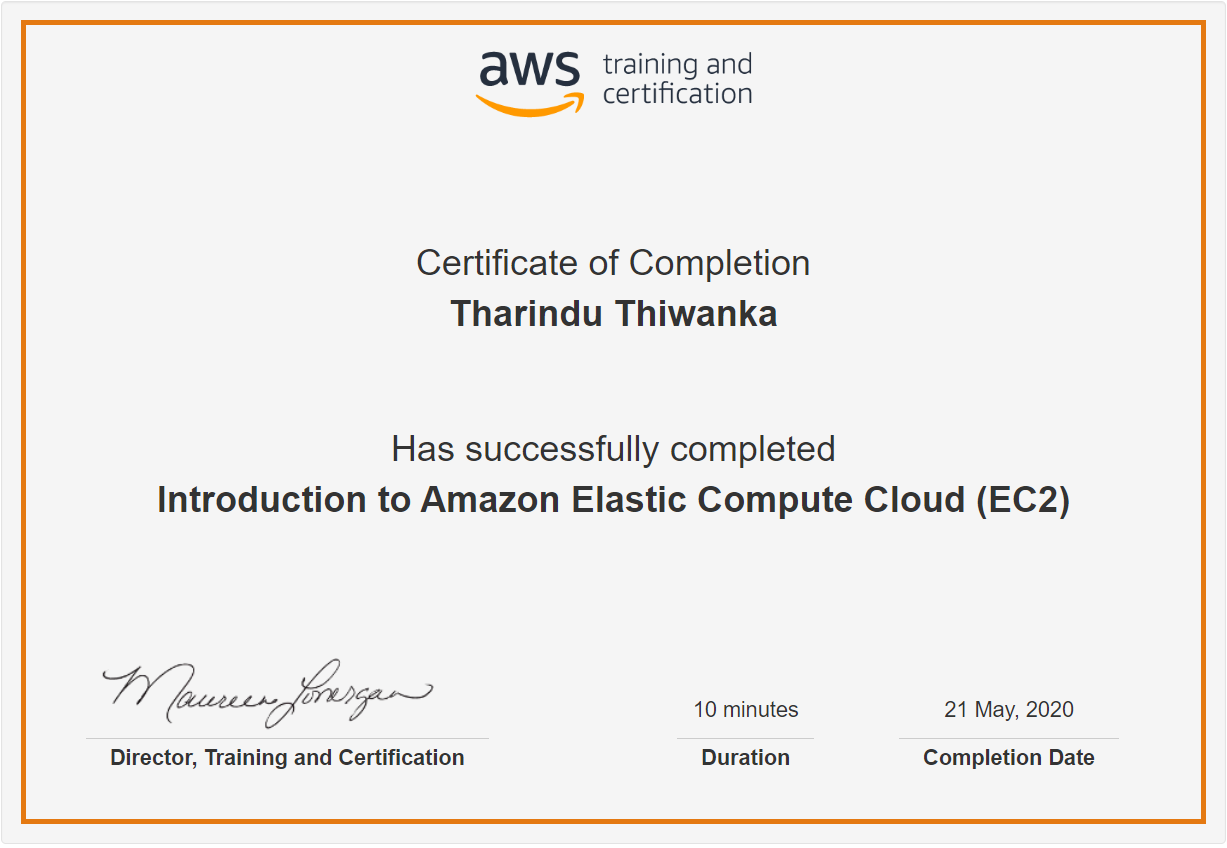 aws training and
certification
Certificate of Completion
Tharindu Thiwanka
Has successfully completed
Introduction to Amazon Elastic Compute Cloud (EC2)
Maureen Lonergan
10 minutes
21 May, 2020
Director, Training and Certification
Duration
Completion Date